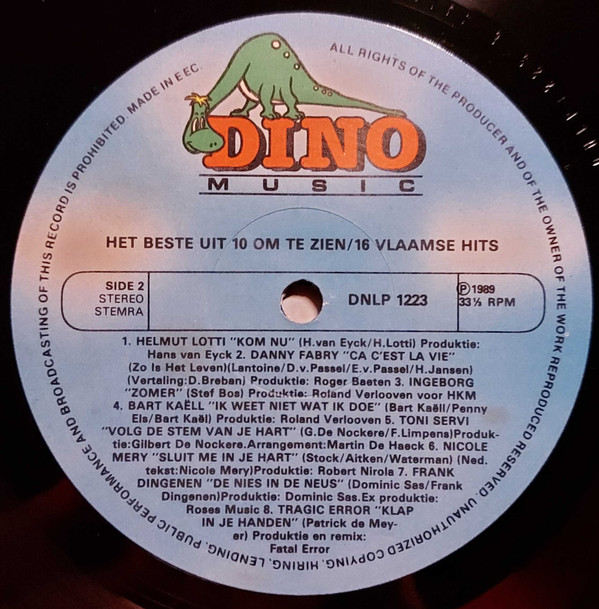 ALL RIGHTS OF THE PRODUCER AND OF THE OWNER OF THE WORK REPRODUCED RESERVED. UNAUTHORIZED COPYING, HIRING, LENDING, PUBLIC PERFORMANCE AND BROADCASTING OF THIS RECORD IS PROHIBITED. MADE IN EEC.
DINO
MUSIC
HET BESTE UIT 10 OM TE ZIEN/16 VLAAMSE HITS
SIDE 2
STEREO
STEMRA
DNLP 1223
Ⓟ1989
33⅓ RPM
1. HELMUT LOTTI "KOM NU" (H.van Eyck/H.Lotti) Produktie:
Hans van Eyck 2. DANNY FABRY "CA C'EST LA VIE"
(Zo Is Het Leven)(Lantoine/D.v.Passel/E.v.Passel/H.Jansen)
(Vertaling:D.Breban) Produktie: Roger Baeten 3. INGEBORG
"ZOMER" (Stef Bos) Produktie: Roland Verlooven voor HKM
4. BART KAËLL "IK WEET NIET WAT IK DOE" (Bart Kaëll/Penny
Els/Bart Kaël) Produktie: Roland Verlooven 5. TONI SERVI
"VOLG DE STEM VAN JE HART" (G.De Nockere/F.Limpens)Produk-
tie:Gilbert De Nockere.Arrangement:Martin De Haeck 6. NICOLE
MERY "SLUIT ME IN JE HART" (Stock/Aitken/Waterman) (Ned.
tekst:Nicole Mery)Produktie: Robert Nirola 7. FRANK
DINGENEN "DE NIES IN DE NEUS" (Dominic Sas/Frank
Dingenen)Produktie: Dominic Sas.Ex produktie:
Roses Music 8. TRAGIC ERROR "KLAP
IN JE HANDEN" (Patrick de Mey-
er) Produktie en remix:
Fatal Error